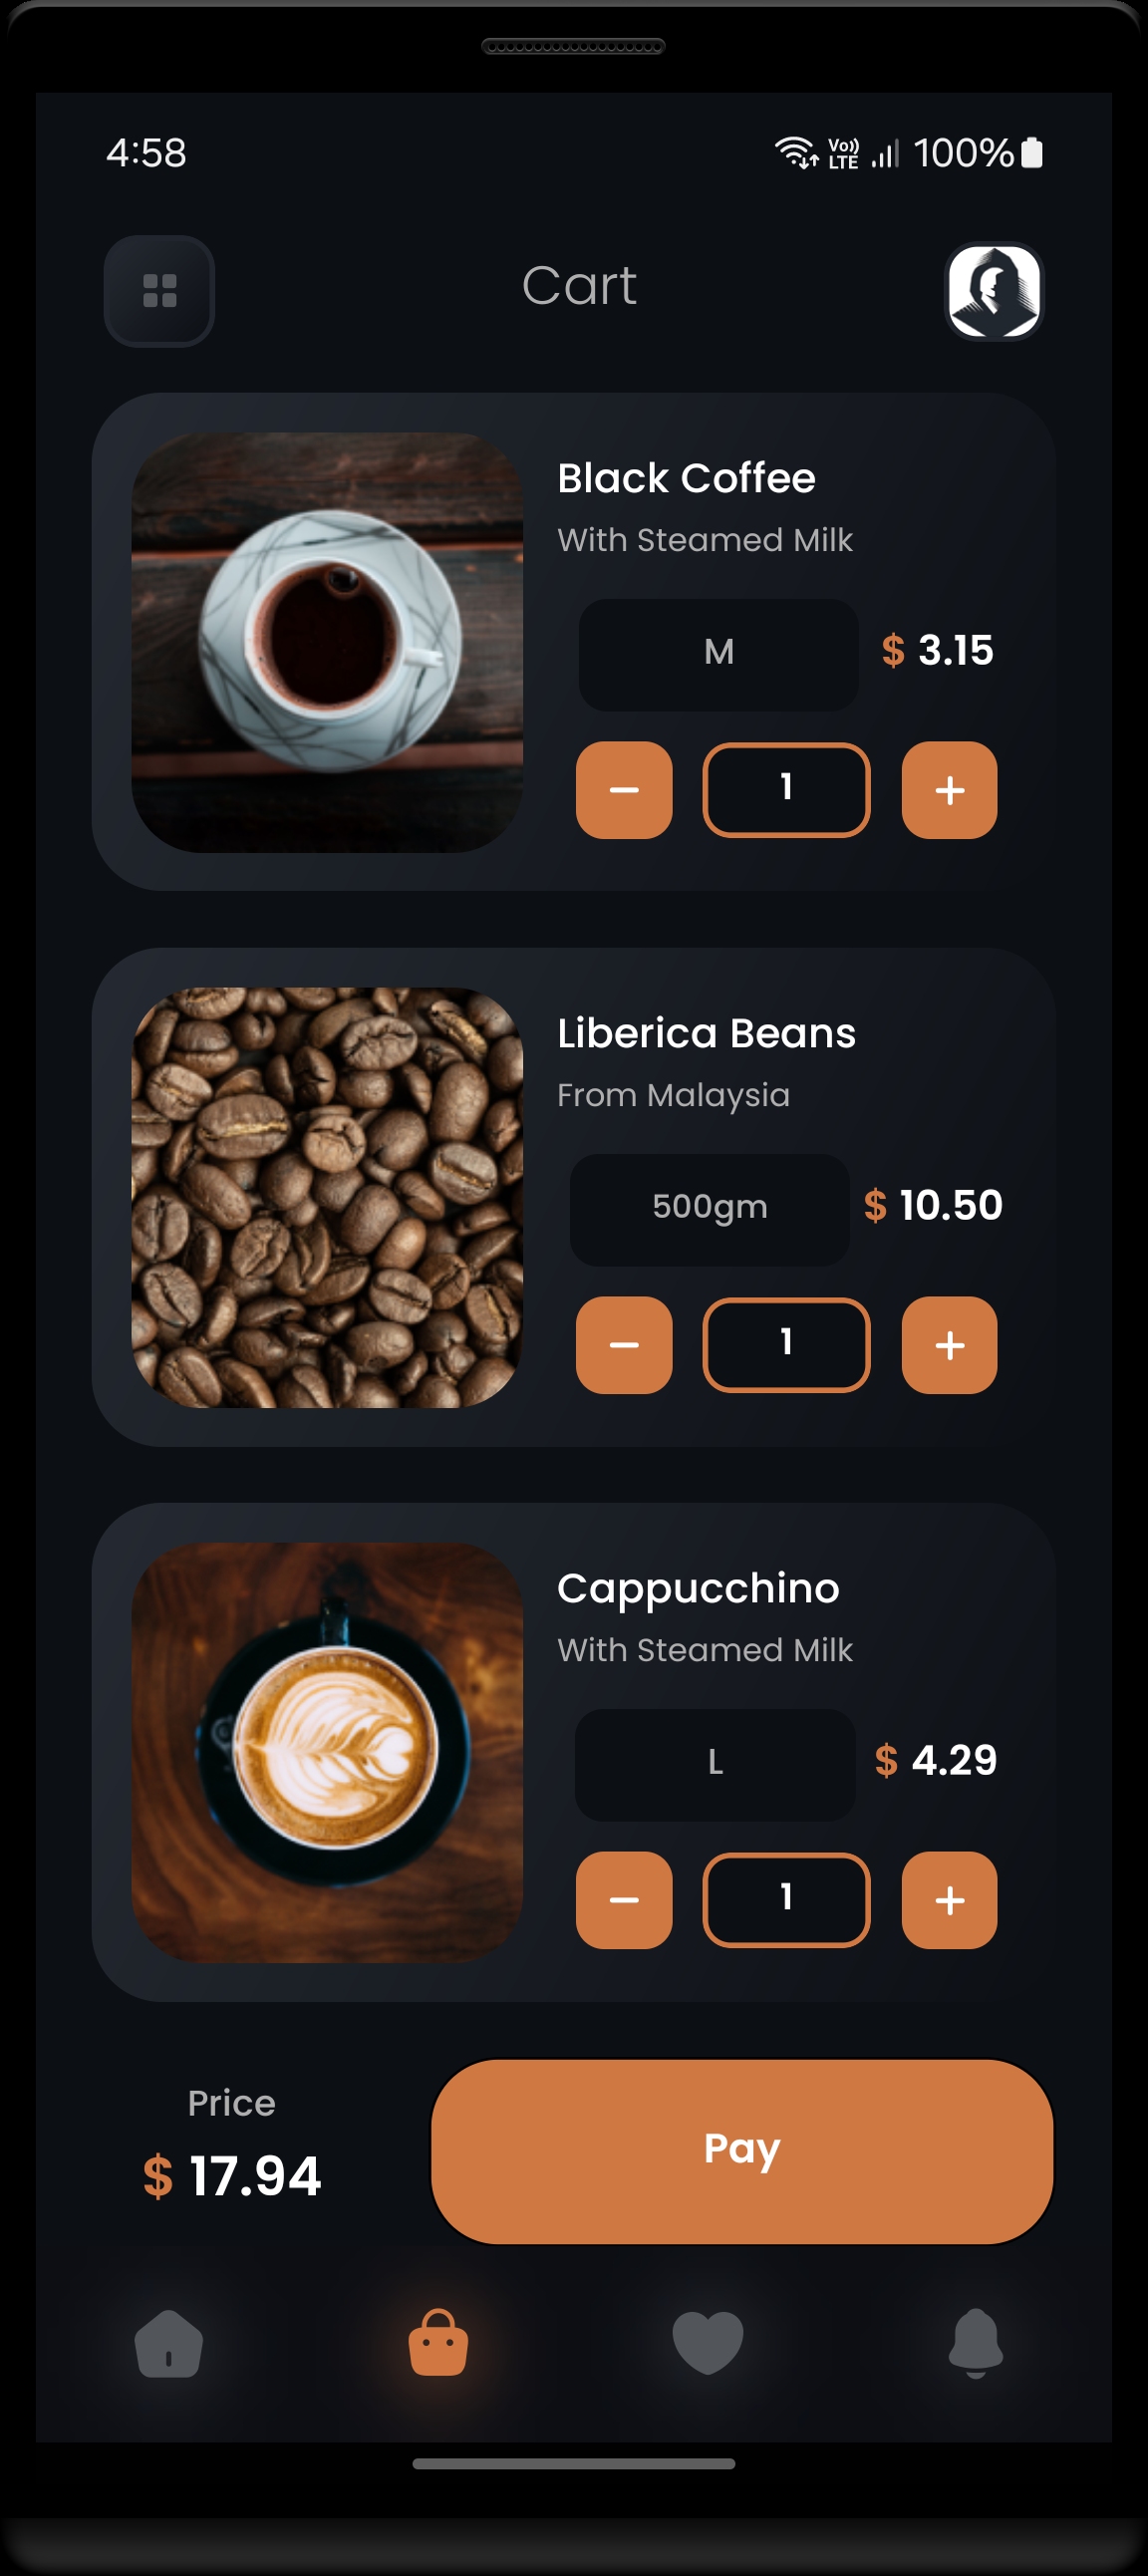 4:58
Vo)) LTE 100%
Cart
Black Coffee
With Steamed Milk
M $ 3.15
1
Liberica Beans
From Malaysia
500gm $ 10.50
1
Cappucchino
With Steamed Milk
L $ 4.29
1
Price
$ 17.94
Pay